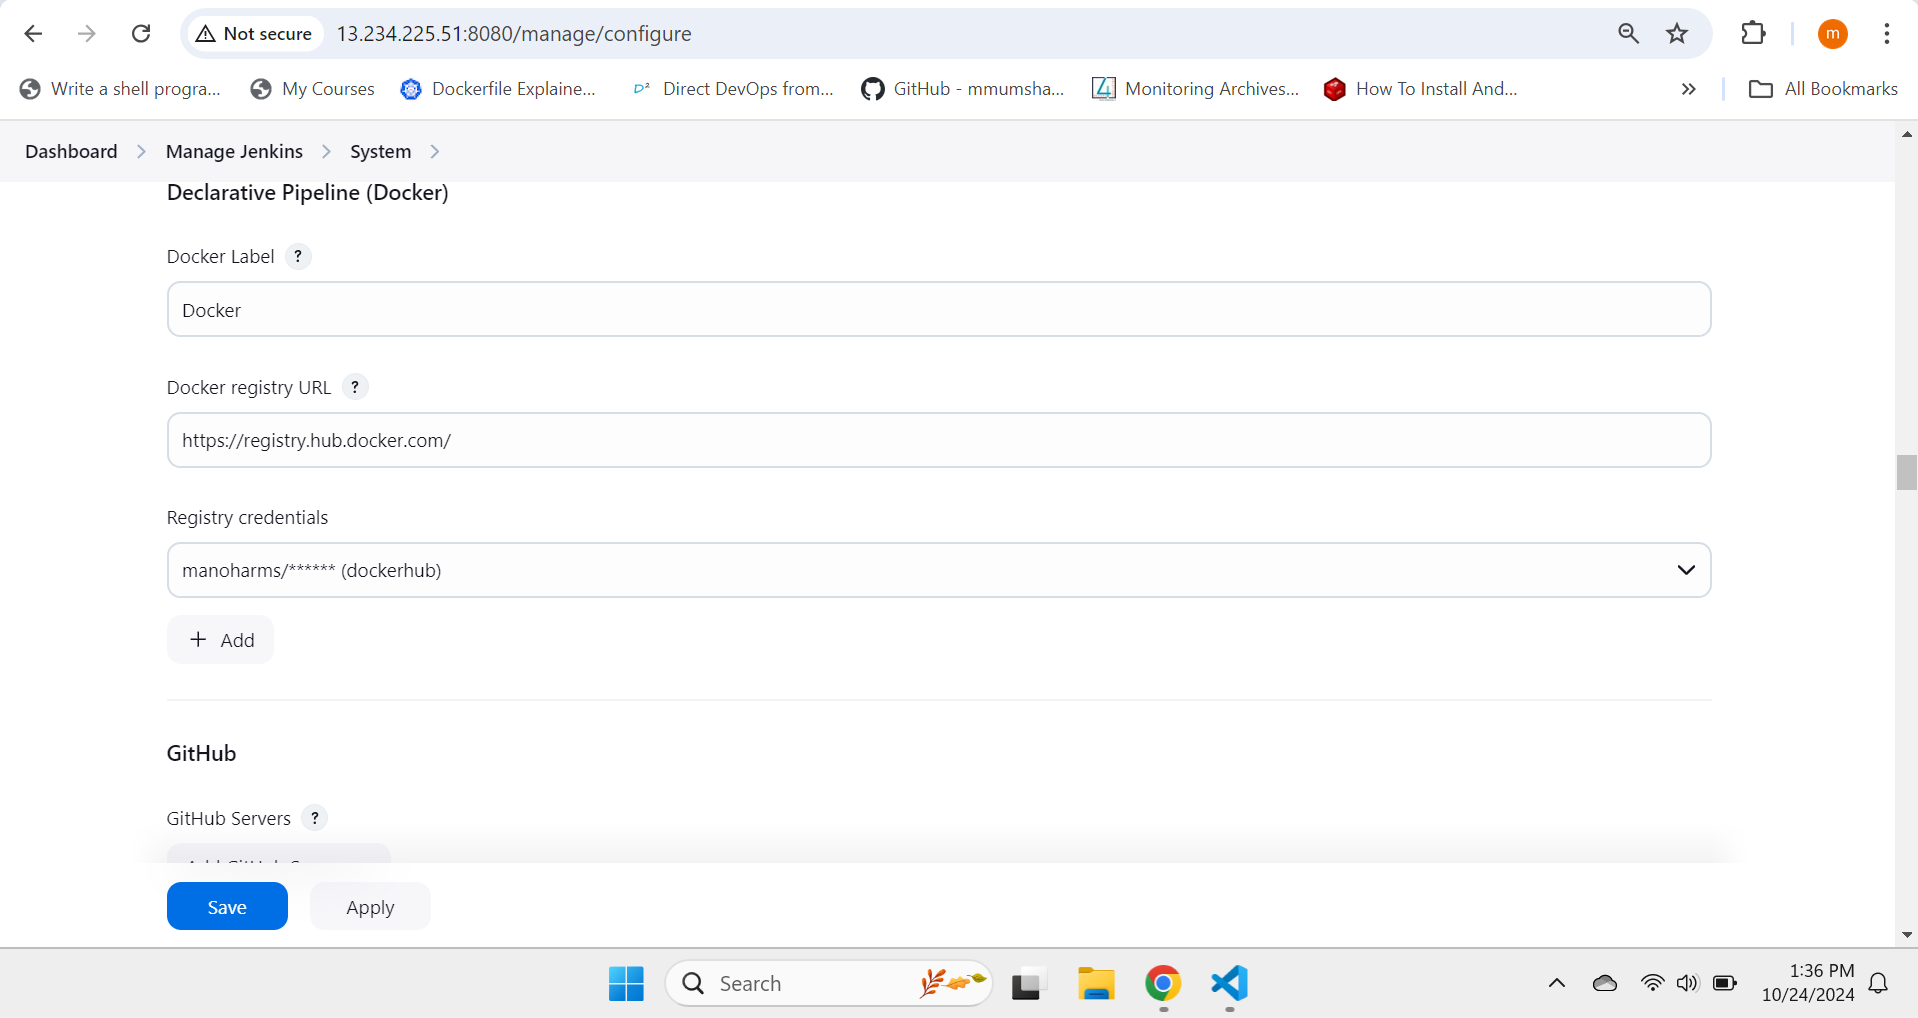 Not secure 13.234.225.51:8080/manage/configure m
Write a shell progra... My Courses Dockerfile Explaine... D² Direct DevOps from... GitHub - mmumsha... Monitoring Archives... How To Install And... All Bookmarks
Dashboard Manage Jenkins System
Declarative Pipeline (Docker)
Docker Label ?
Docker
Docker registry URL ?
https://registry.hub.docker.com/
Registry credentials
manoharms/****** (dockerhub)
+ Add
GitHub
GitHub Servers ?
Save Apply
Search
1:36 PM
10/24/2024